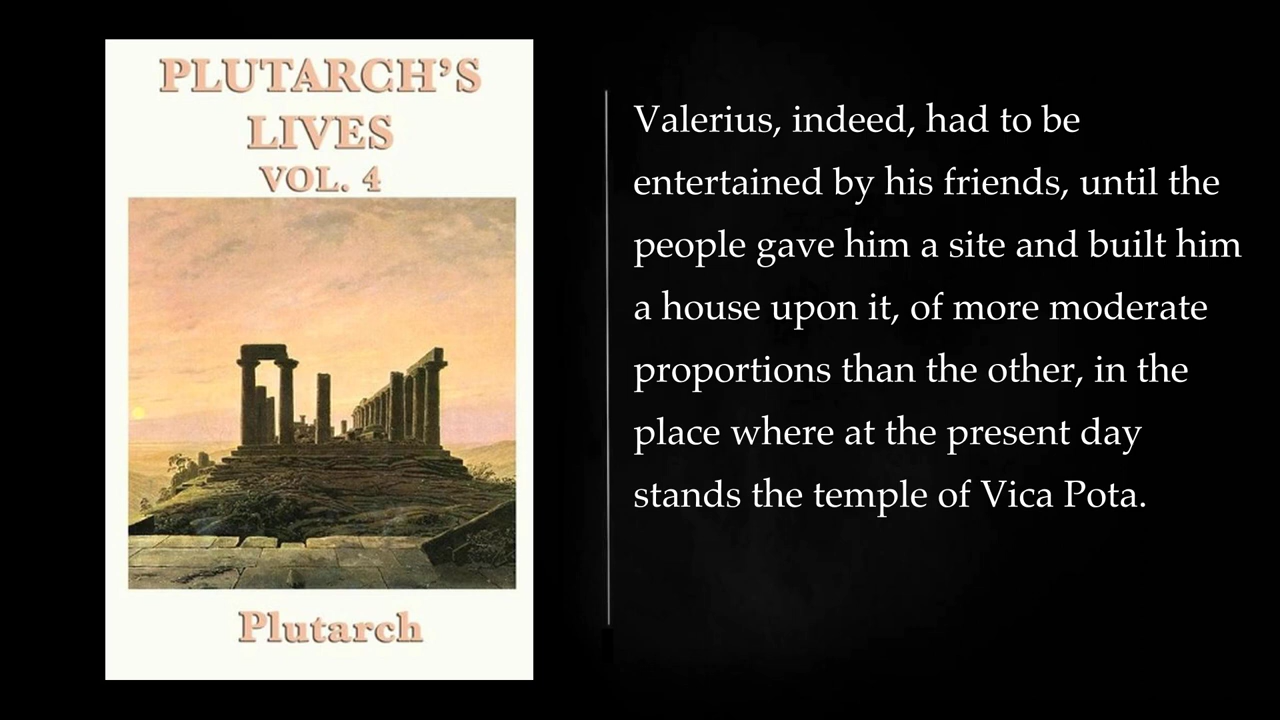 PLUTARCH'S
LIVES
VOL. 4
Plutarch
Valerius, indeed, had to be
entertained by his friends, until the
people gave him a site and built him
a house upon it, of more moderate
proportions than the other, in the
place where at the present day
stands the temple of Vica Pota.